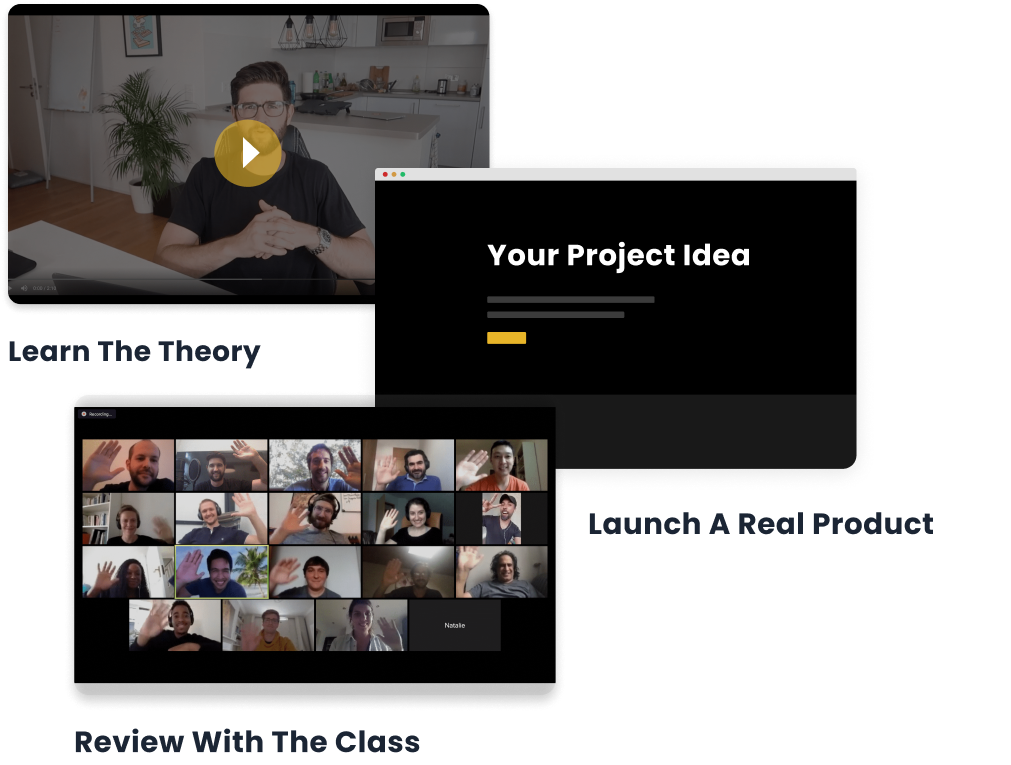 Your Project Idea
Learn The Theory
Recording...
Launch A Real Product
Natalie
Review With The Class